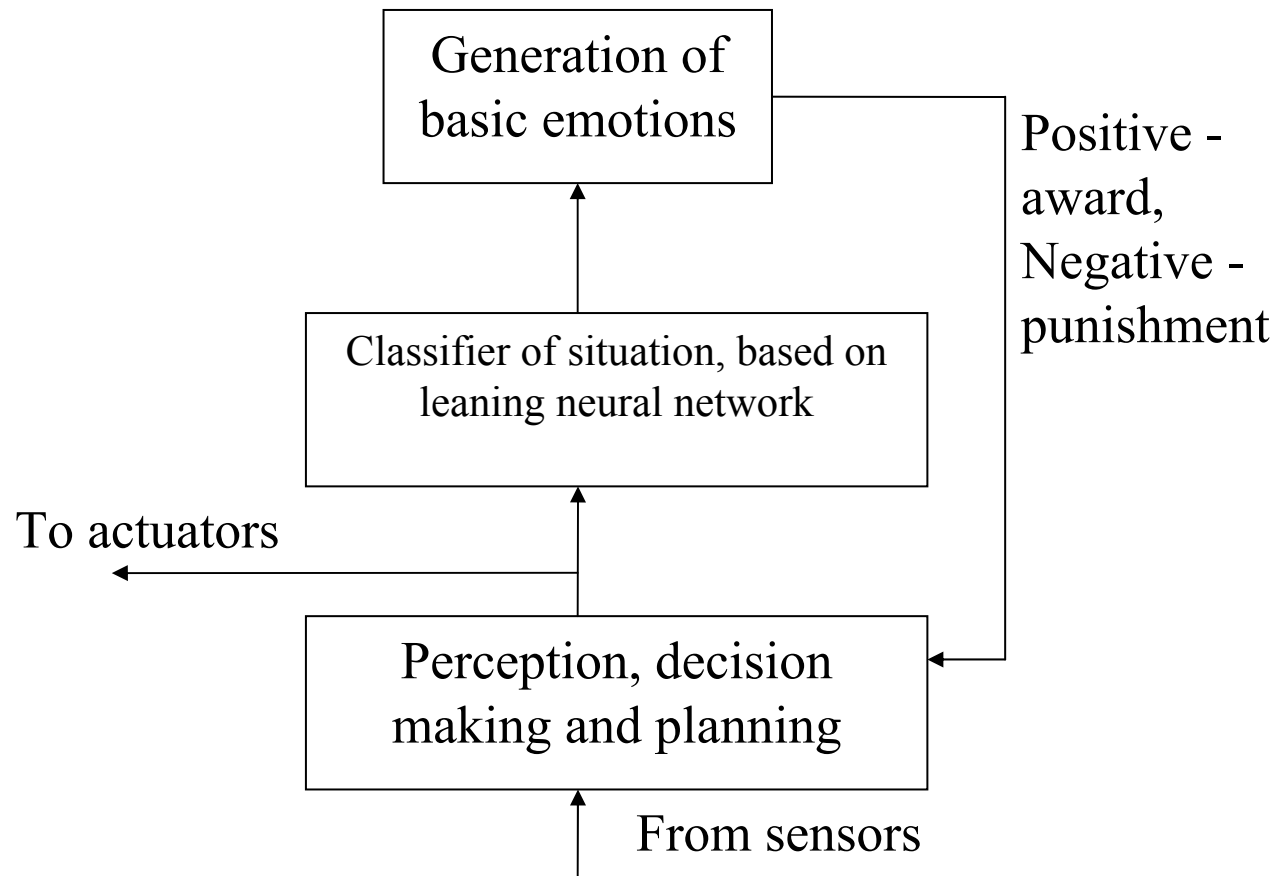 Generation of
basic emotions
Positive -
award,
Negative -
punishment
Classifier of situation, based on
leaning neural network
To actuators
Perception, decision
making and planning
From sensors